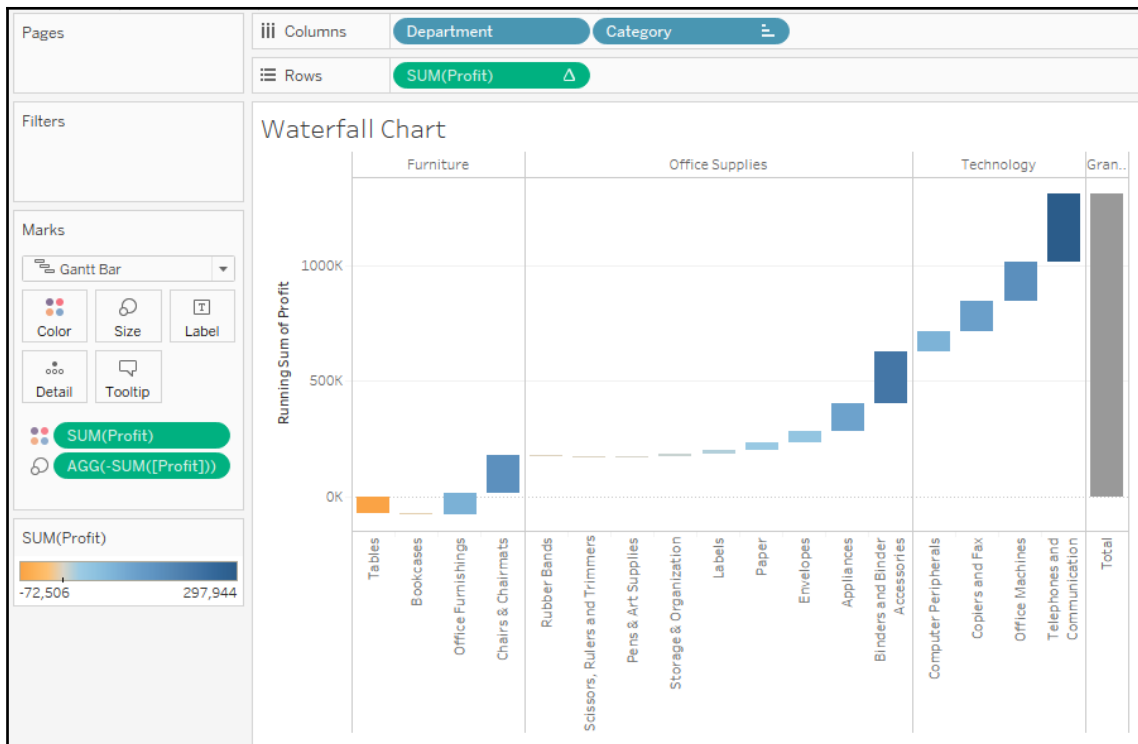 Pages
Columns
Department
Category
Rows
SUM(Profit)
Filters
Marks
Gantt Bar
Color
Size
Label
Detail
Tooltip
SUM(Profit)
AGG(-SUM([Profit]))
SUM(Profit)
-72,506
297,944
Waterfall Chart
Furniture
Office Supplies
Technology
Gran..
Running Sum of Profit
1000K
500K
0K
Tables
Bookcases
Office Furnishings
Chairs & Chairmats
Rubber Bands
Scissors, Rulers and Trimmers
Pens & Art Supplies
Storage & Organization
Labels
Paper
Envelopes
Appliances
Binders and Binder
Accessories
Computer Peripherals
Copiers and Fax
Office Machines
Telephones and
Communication
Total